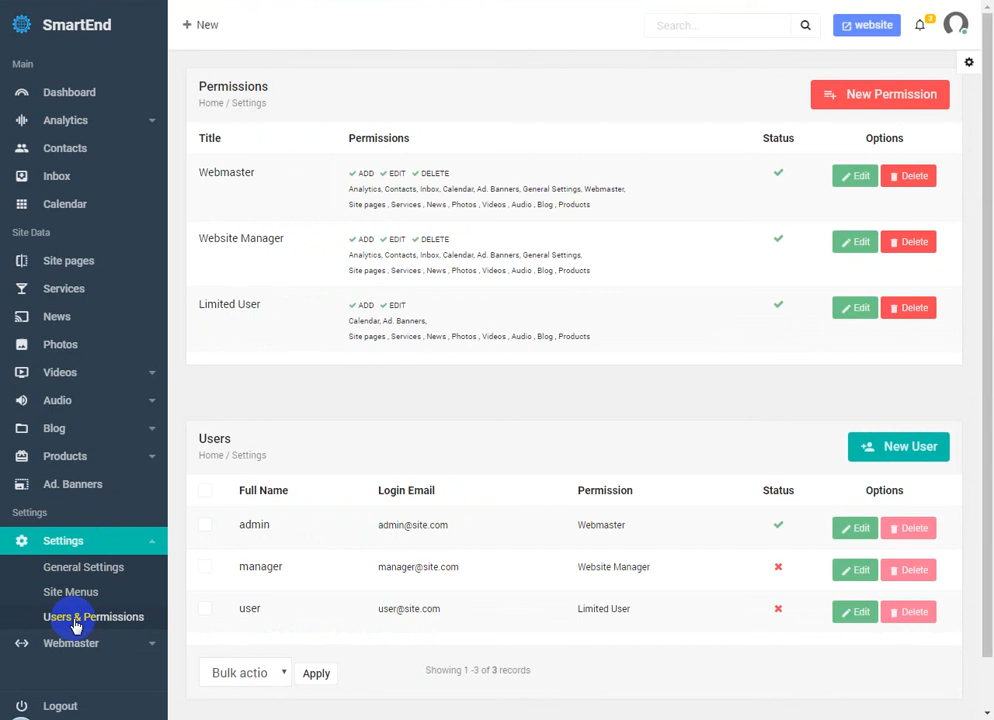 SmartEnd
New
Search...
website
3
Main
Dashboard
Analytics
Contacts
Inbox
Calendar
Site Data
Site pages
Services
News
Photos
Videos
Audio
Blog
Products
Ad. Banners
Settings
Settings
General Settings
Site Menus
Users & Permissions
Webmaster
Logout
Permissions
Home / Settings
New Permission
Title Permissions Status Options
Webmaster
ADD EDIT DELETE
Analytics, Contacts, Inbox, Calendar, Ad. Banners, General Settings, Webmaster,
Site pages , Services , News , Photos , Videos , Audio , Blog , Products
Edit Delete
Website Manager
ADD EDIT DELETE
Analytics, Contacts, Inbox, Calendar, Ad. Banners, General Settings,
Site pages , Services , News , Photos , Videos , Audio , Blog , Products
Edit Delete
Limited User
ADD EDIT
Calendar, Ad. Banners,
Site pages , Services , News , Photos , Videos , Audio , Blog , Products
Edit Delete
Users
Home / Settings
New User
Full Name Login Email Permission Status Options
admin admin@site.com Webmaster Edit Delete
manager manager@site.com Website Manager Edit Delete
user user@site.com Limited User Edit Delete
Bulk actio Apply Showing 1 -3 of 3 records